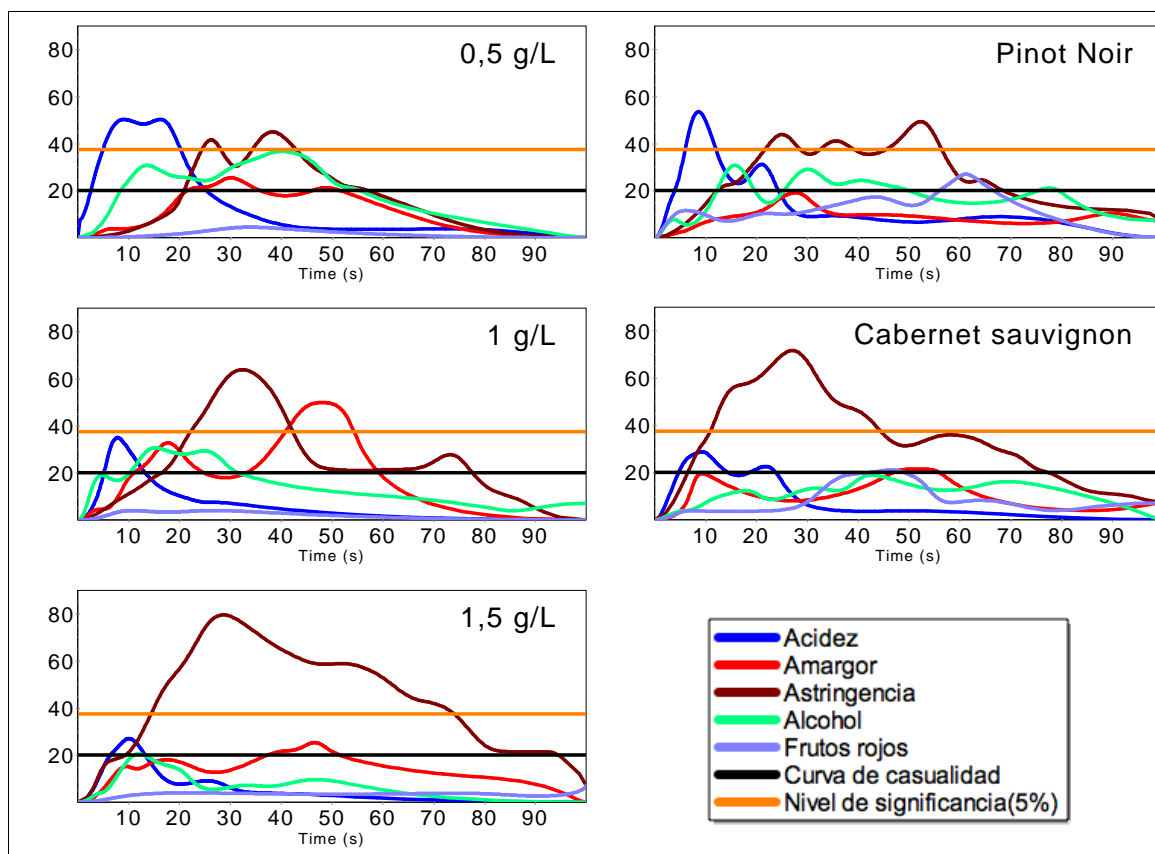 0,5 g/L
80
60
40
20
10 20 30 40 50 60 70 80 90
Time (s)
Pinot Noir
80
60
40
20
10 20 30 40 50 60 70 80 90
Time (s)
1 g/L
80
60
40
20
10 20 30 40 50 60 70 80 90
Time (s)
Cabernet sauvignon
80
60
40
20
10 20 30 40 50 60 70 80 90
Time (s)
1,5 g/L
80
60
40
20
10 20 30 40 50 60 70 80 90
Time (s)
Acidez
Amargor
Astringencia
Alcohol
Frutos rojos
Curva de casualidad
Nivel de significancia(5%)